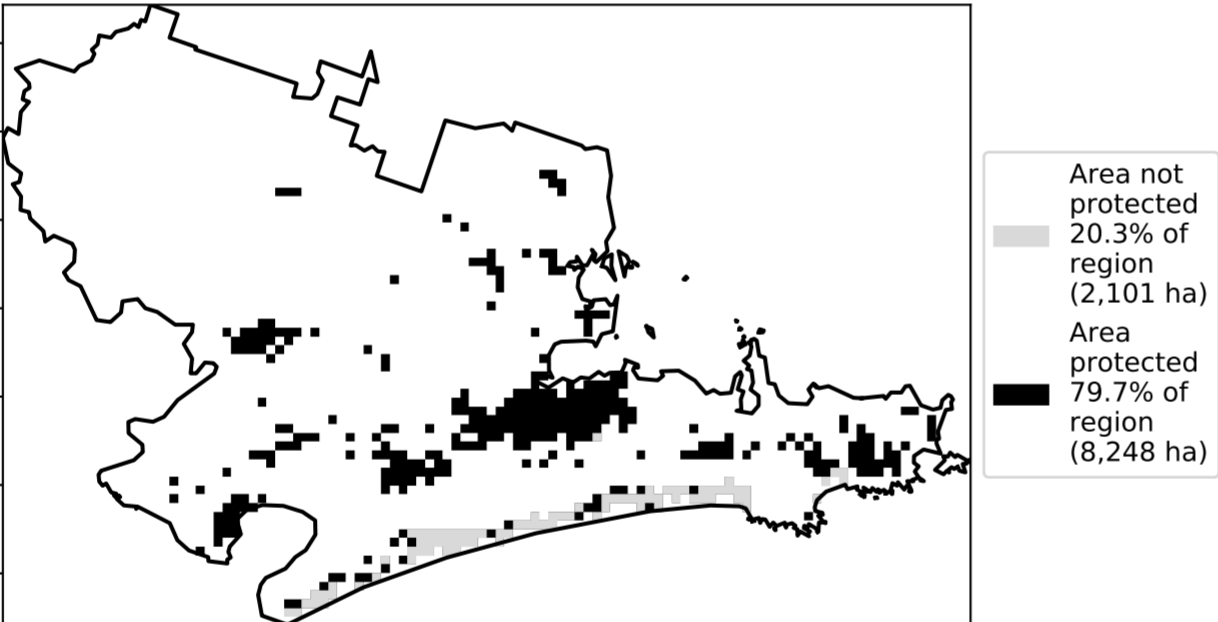 Area not
protected
20.3% of
region
(2,101 ha)
Area
protected
79.7% of
region
(8,248 ha)